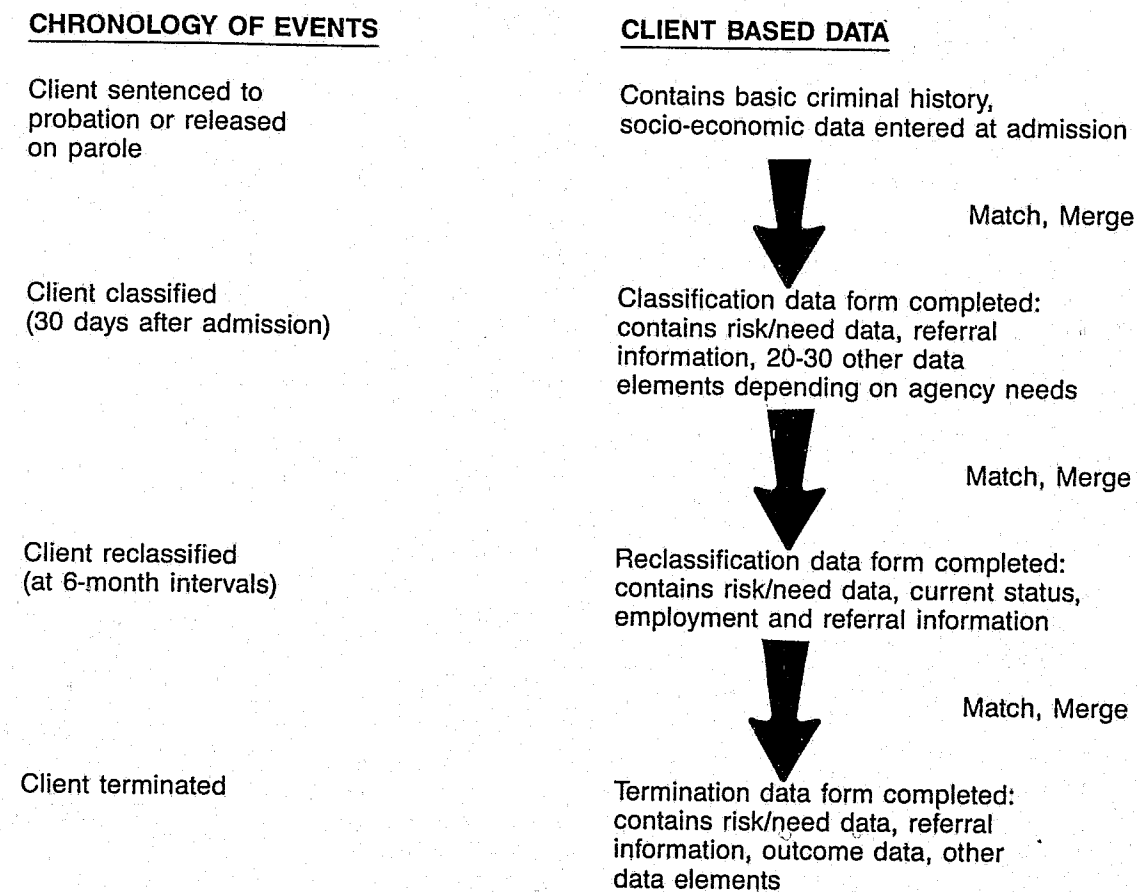 CHRONOLOGY OF EVENTS
CLIENT BASED DATA
Client sentenced to
probation or released
on parole
Contains basic criminal history,
socio-economic data entered at admission
Match, Merge
Client classified
(30 days after admission)
Classification data form completed:
contains risk/need data, referral
information, 20-30 other data
elements depending on agency needs
Match, Merge
Client reclassified
(at 6-month intervals)
Reclassification data form completed:
contains risk/need data, current status,
employment and referral information
Match, Merge
Client terminated
Termination data form completed:
contains risk/need data, referral
information, outcome data, other
data elements